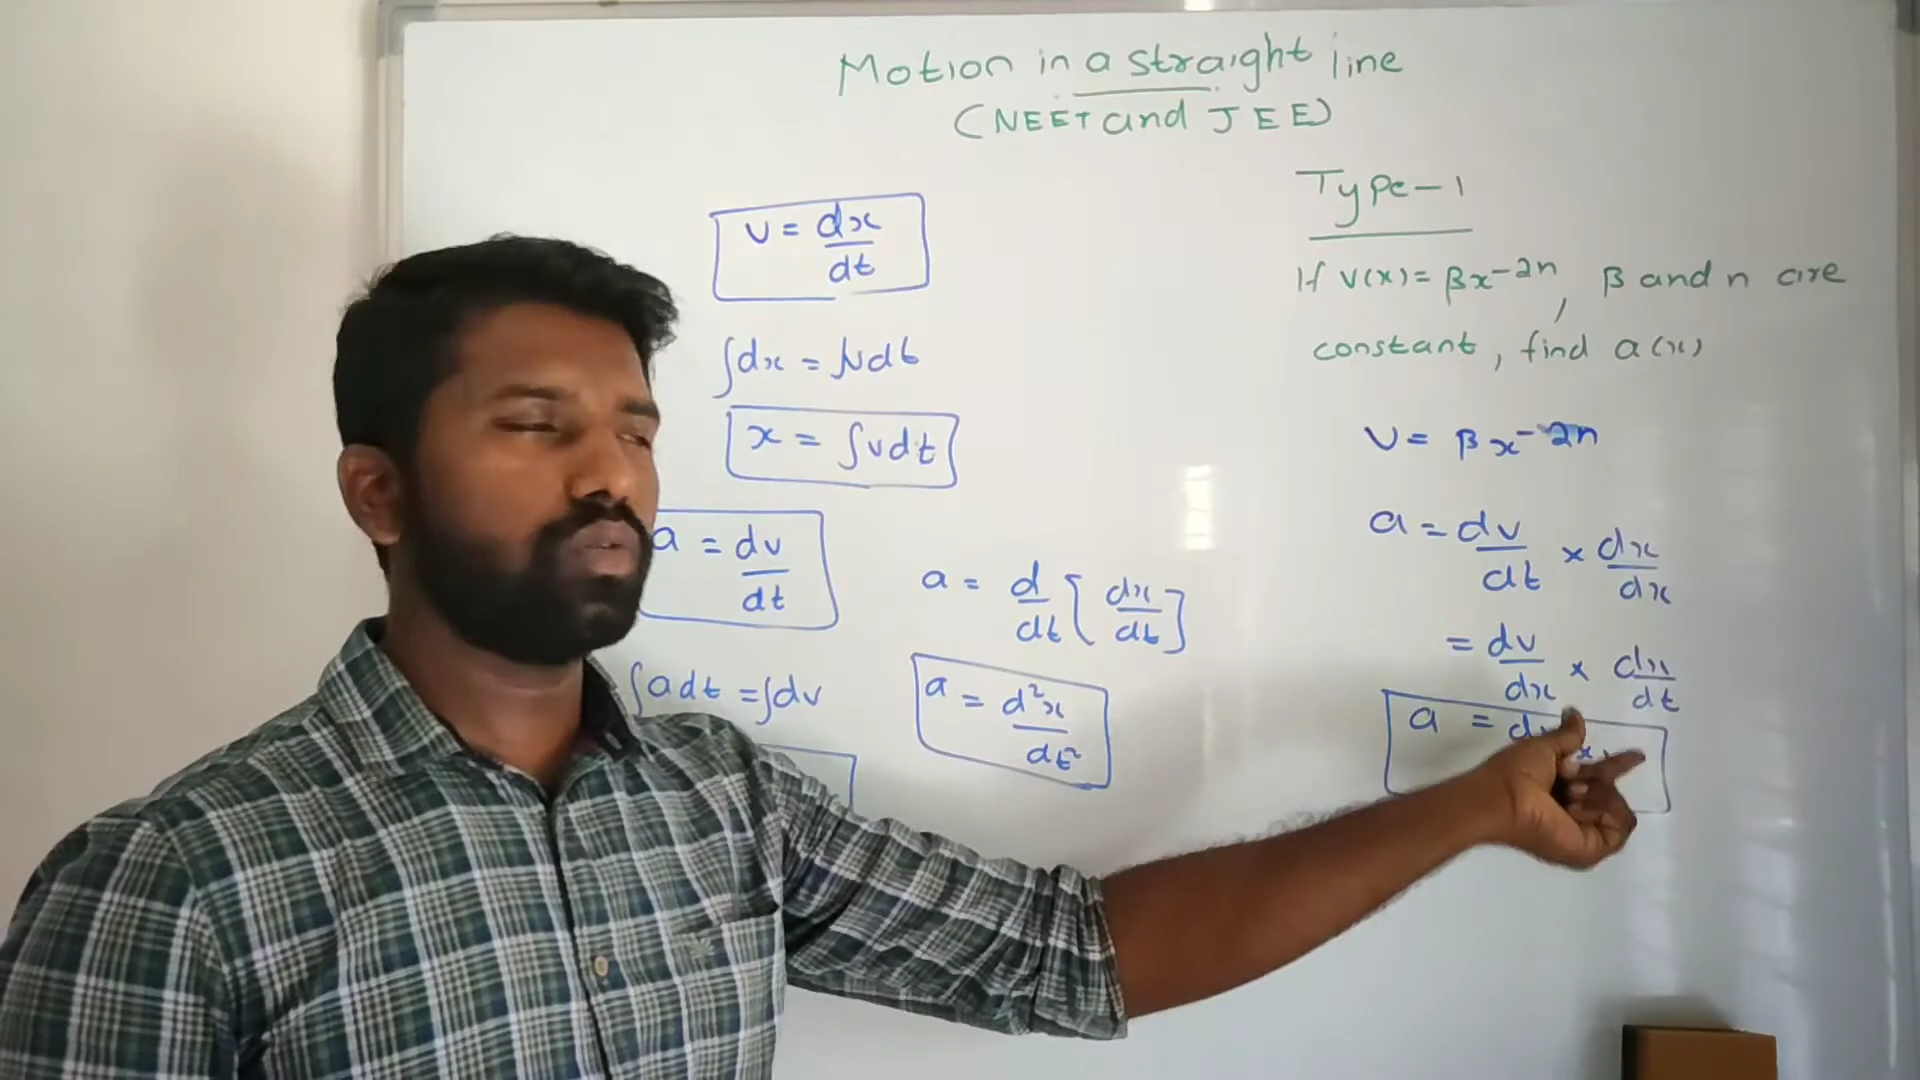 Motion in a straight line
(NEET and JEE)
v = dx/dt
∫dx = ∫vdt
x = ∫vdt
a = dv/dt
∫adt = ∫dv
a = d/dt [dx/dt]
a = d²x/dt²
Type-1
If v(x) = βx⁻²ⁿ, β and n are
constant, find a(x)
v = βx⁻²ⁿ
a = dv/dt × dx/dx
= dv/dx × dx/dt
a = dv ×